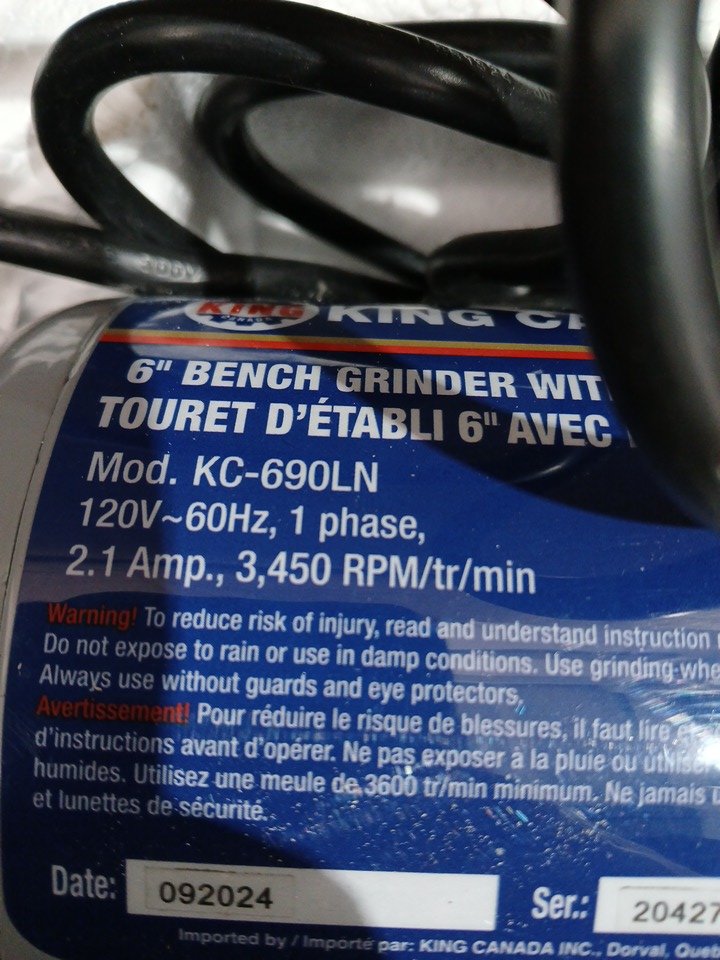 300V
KING
CANADA
KING
6" BENCH GRINDER
TOURET D'ÉTABLI 6" AVEC
Mod. KC-690LN
120V~60Hz, 1 phase,
2.1 Amp., 3,450 RPM/tr/min
Warning! To reduce risk of injury, read and understand instruction
Do not expose to rain or use in damp conditions. Use grinding
Always use without guards and eye protectors.
Avertissement! Pour réduire le risque de blessures, il faut lire
d'instructions avant d'opérer. Ne pas exposer à la pluie ou
humides. Utilisez une meule de 3600 tr/min minimum. Ne jamais
et lunettes de sécurité.
Date: 092024 Ser.: 20427
Imported by / Importé par: KING CANADA INC., Dorval,